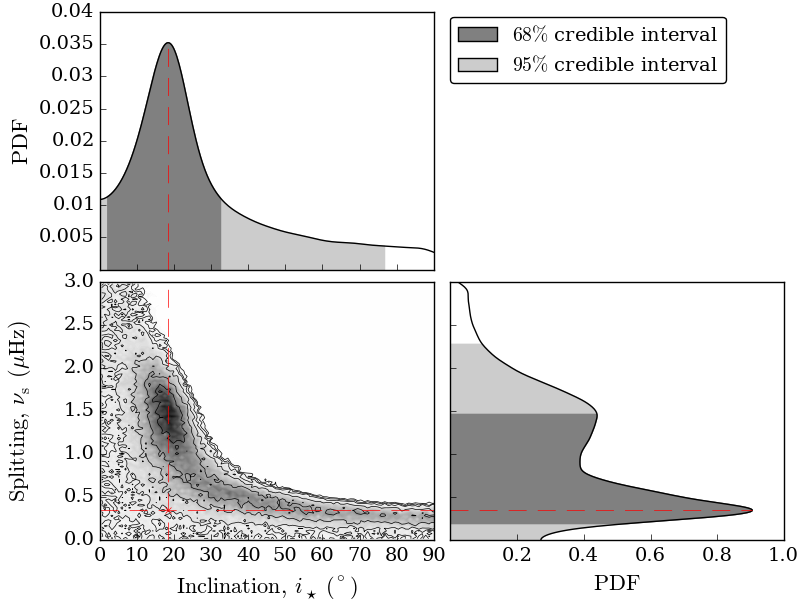 0.04
0.035
0.03
0.025
0.02
0.015
0.01
0.005
PDF
68% credible interval
95% credible interval
3.0
2.5
2.0
1.5
1.0
0.5
0.0
Splitting, νs (μHz)
0 10 20 30 40 50 60 70 80 90
Inclination, i⋆ (°)
0.2 0.4 0.6 0.8 1.0
PDF